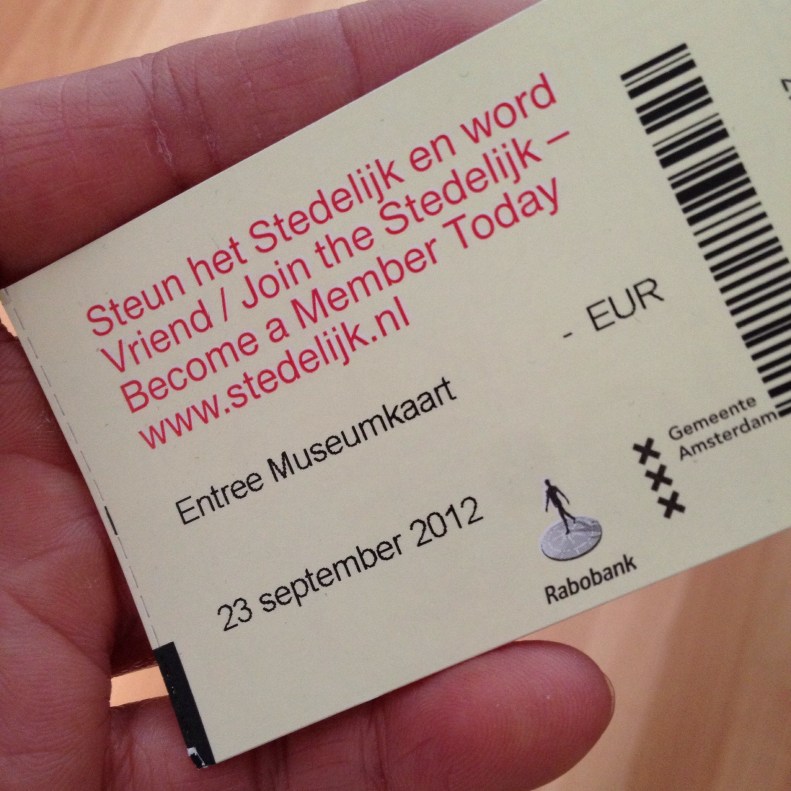 Steun het Stedelijk en word
Vriend / Join the Stedelijk –
Become a Member Today
www.stedelijk.nl
- EUR
Entree Museumkaart
23 september 2012
Rabobank
Gemeente
Amsterdam